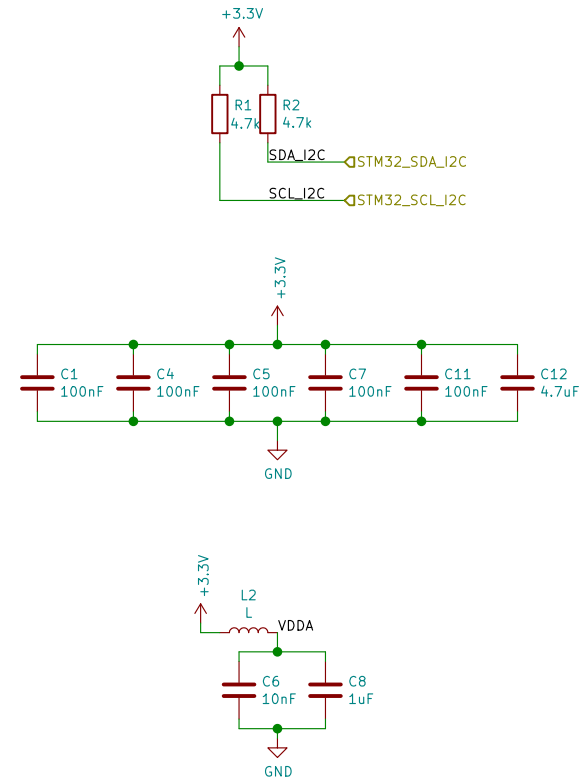 +3.3V
R1
4.7k
R2
4.7k
SDA_I2C
STM32_SDA_I2C
SCL_I2C
STM32_SCL_I2C
+3.3V
C1
100nF
C4
100nF
C5
100nF
C7
100nF
C11
100nF
C12
4.7uF
GND
+3.3V
L2
L
VDDA
C6
10nF
C8
1uF
GND